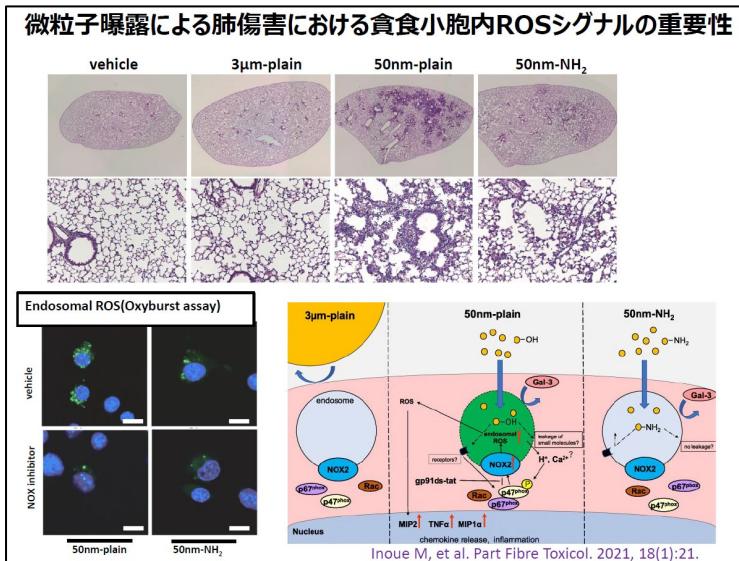 微粒子曝露による肺傷害における貪食小胞内ROSシグナルの重要性
vehicle
3μm-plain
50nm-plain
50nm-NH₂
Endosomal ROS(Oxyburst assay)
vehicle
NOX inhibitor
50nm-plain
50nm-NH₂
3μm-plain
endosome
NOX2
p67phox
Rac
p47phox
50nm-plain
-OH
Gal-3
ROS
-OH
endosomal
ROS
leakage of
small molecules?
receptors?
NOX2
H⁺, Ca²⁺?
gp91ds-tat
P
Rac
p47phox
p67phox
Nucleus
MIP2 ↑ TNFα ↑ MIP1α ↑
chemokine release, inflammation
50nm-NH₂
-NH₂
Gal-3
-NH₂
no leakage?
NOX2
p67phox
Rac
p47phox
Inoue M, et al. Part Fibre Toxicol. 2021, 18(1):21.